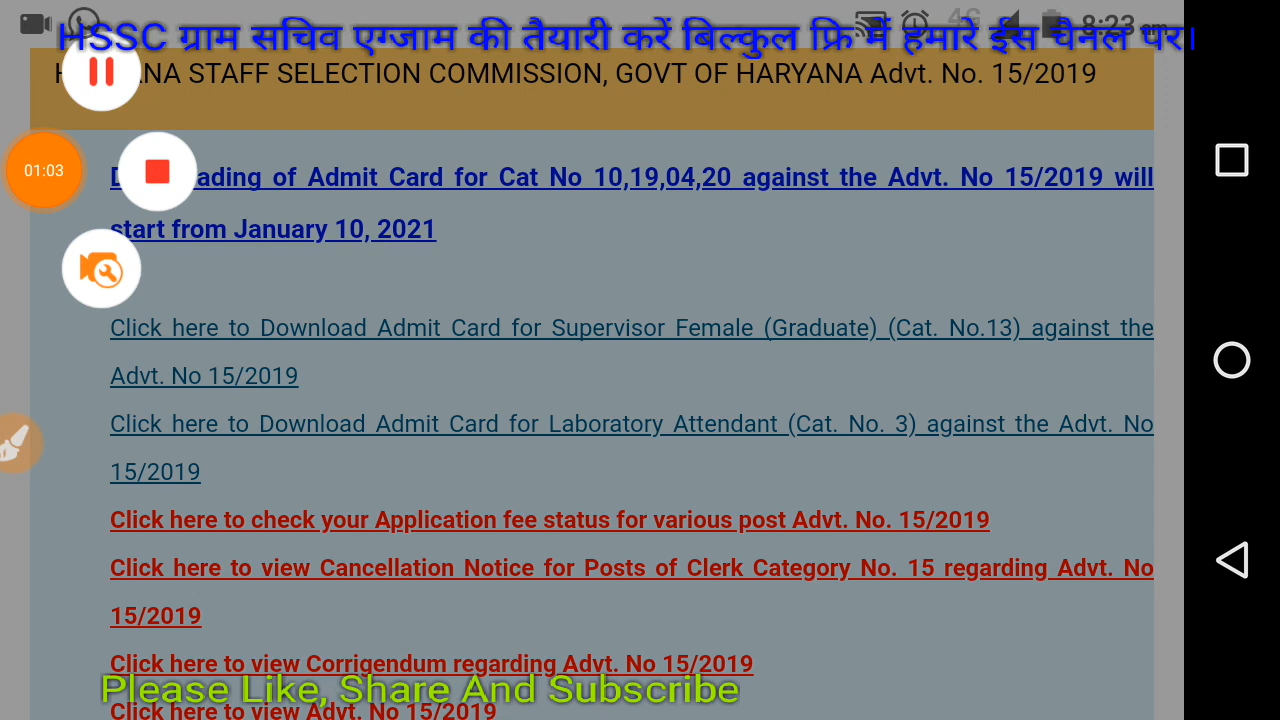 HSSC ग्राम सचिव एग्जाम की तैयारी करें बिल्कुल फ्रि में हमारे ईस चैनल पर।
4G 8:23 am
NA STAFF SELECTION COMMISSION, GOVT OF HARYANA Advt. No. 15/2019
01:03
ading of Admit Card for Cat No 10,19,04,20 against the Advt. No 15/2019 will
start from January 10, 2021
Click here to Download Admit Card for Supervisor Female (Graduate) (Cat. No.13) against the
Advt. No 15/2019
Click here to Download Admit Card for Laboratory Attendant (Cat. No. 3) against the Advt. No
15/2019
Click here to check your Application fee status for various post Advt. No. 15/2019
Click here to view Cancellation Notice for Posts of Clerk Category No. 15 regarding Advt. No
15/2019
Click here to view Corrigendum regarding Advt. No 15/2019
Please Like, Share And Subscribe
Click here to view Advt. No 15/2019